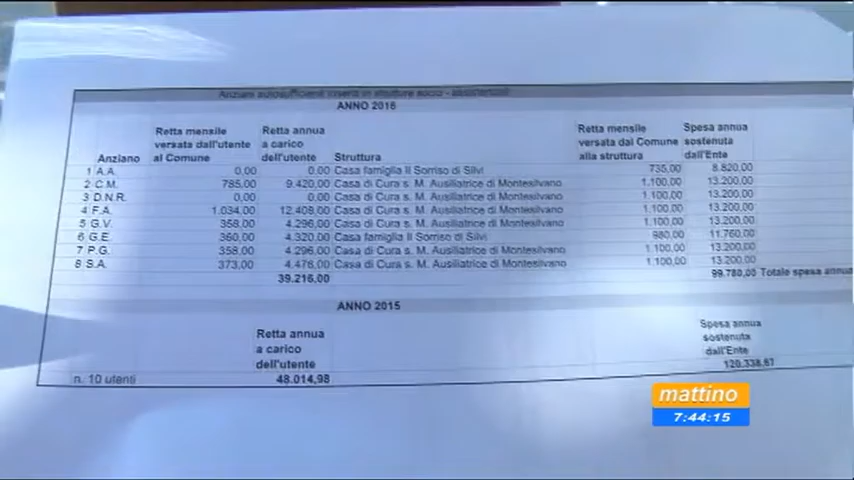 Anziani autosufficienti inseriti in strutture socio - assistenziali
ANNO 2016
Anziano Retta mensile versata dall'utente al Comune Retta annua a carico dell'utente Struttura Retta mensile versata dal Comune alla struttura Spesa annua sostenuta dall'Ente
1 A.A. 0,00 0,00 Casa famiglia Il Sorriso di Silvi 735,00 8.820,00
2 C.M. 785,00 9.420,00 Casa di Cura s. M. Ausiliatrice di Montesilvano 1.100,00 13.200,00
3 D.N.R. 0,00 0,00 Casa di Cura s. M. Ausiliatrice di Montesilvano 1.100,00 13.200,00
4 F.A. 1.034,00 12.408,00 Casa di Cura s. M. Ausiliatrice di Montesilvano 1.100,00 13.200,00
5 G.V. 358,00 4.296,00 Casa di Cura s. M. Ausiliatrice di Montesilvano 1.100,00 13.200,00
6 G.E. 360,00 4.320,00 Casa famiglia Il Sorriso di Silvi 980,00 11.760,00
7 P.G. 358,00 4.296,00 Casa di Cura s. M. Ausiliatrice di Montesilvano 1.100,00 13.200,00
8 S.A. 373,00 4.476,00 Casa di Cura s. M. Ausiliatrice di Montesilvano 1.100,00 13.200,00
39.216,00 99.780,00 Totale spesa
ANNO 2015
Retta annua a carico dell'utente Spesa annua sostenuta dall'Ente
n. 10 utenti 48.014,98 120.338,67
mattino
7:44:15